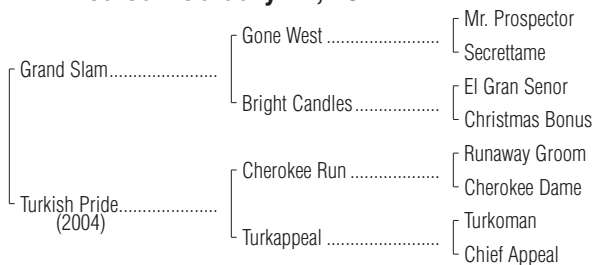 Mr. Prospector
Gone West ........................
Secrettame
Grand Slam.......................
El Gran Senor
Bright Candles..................
Christmas Bonus
Runaway Groom
Cherokee Run ...................
Cherokee Dame
Turkish Pride.....................
(2004)
Turkoman
Turkappeal ........................
Chief Appeal